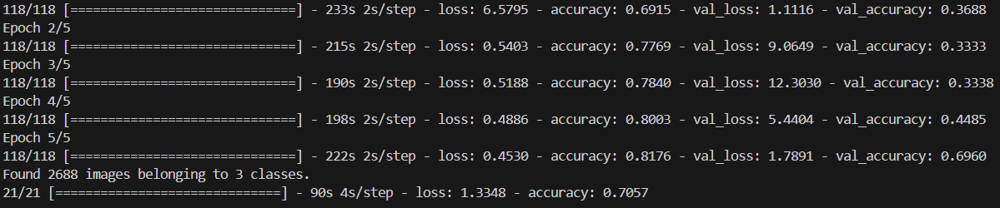 118/118 [==============================] - 233s 2s/step - loss: 6.5795 - accuracy: 0.6915 - val_loss: 1.1116 - val_accuracy: 0.3688
Epoch 2/5
118/118 [==============================] - 215s 2s/step - loss: 0.5403 - accuracy: 0.7769 - val_loss: 9.0649 - val_accuracy: 0.3333
Epoch 3/5
118/118 [==============================] - 190s 2s/step - loss: 0.5188 - accuracy: 0.7840 - val_loss: 12.3030 - val_accuracy: 0.3338
Epoch 4/5
118/118 [==============================] - 198s 2s/step - loss: 0.4886 - accuracy: 0.8003 - val_loss: 5.4404 - val_accuracy: 0.4485
Epoch 5/5
118/118 [==============================] - 222s 2s/step - loss: 0.4530 - accuracy: 0.8176 - val_loss: 1.7891 - val_accuracy: 0.6960
Found 2688 images belonging to 3 classes.
21/21 [==============================] - 90s 4s/step - loss: 1.3348 - accuracy: 0.7057